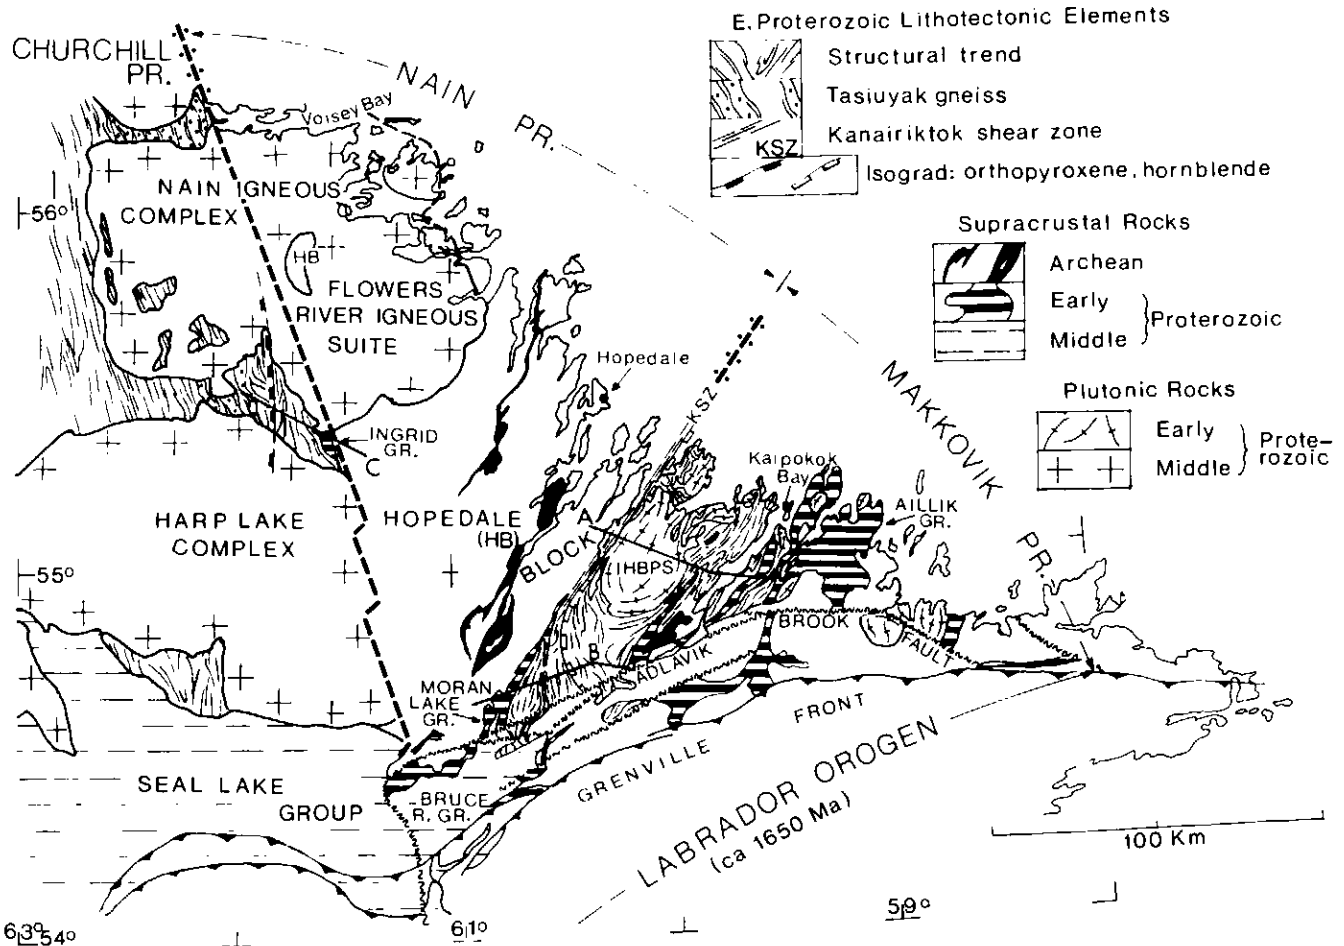 E. Proterozoic Lithotectonic Elements
Structural trend
Tasiuyak gneiss
Kanairiktok shear zone
KSZ
Isograd: orthopyroxene, hornblende
Supracrustal Rocks
Archean
Early
Middle
Proterozoic
Plutonic Rocks
Early
Middle
Prote-
rozoic
CHURCHILL
PR.
NAIN
PR.
Voisey Bay
NAIN IGNEOUS
COMPLEX
56°
HB
FLOWERS
RIVER IGNEOUS
SUITE
Hopedale
KSZ
MAKKOVIK
PR.
INGRID
GR.
C
Kaipokok
Bay
AILLIK
GR.
HARP LAKE
COMPLEX
HOPEDALE
(HB)
BLOCK
A
(IHBPS)
55°
BROOK
FAULT
B
ADLAVIK
MORAN
LAKE
GR.
FRONT
GRENVILLE
SEAL LAKE
GROUP
BRUCE
R. GR.
LABRADOR OROGEN
(ca 1650 Ma)
100 Km
63°
54°
61°
59°